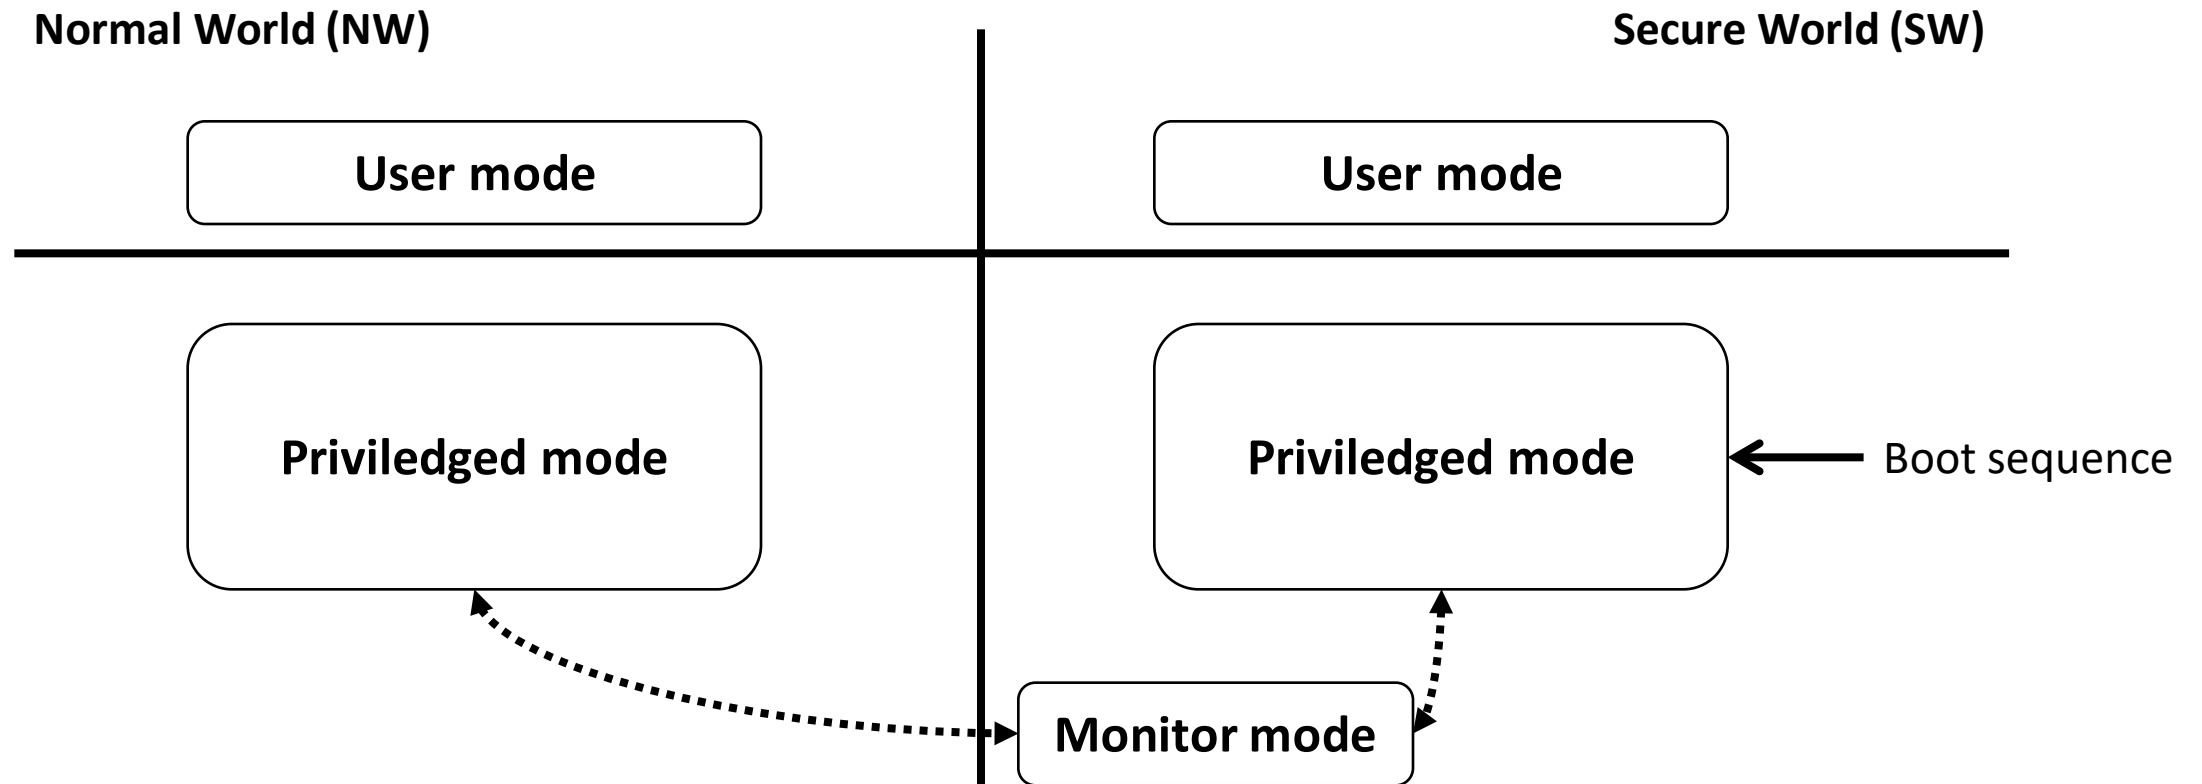 Normal World (NW)
Secure World (SW)
User mode
User mode
Priviledged mode
Priviledged mode
Boot sequence
Monitor mode